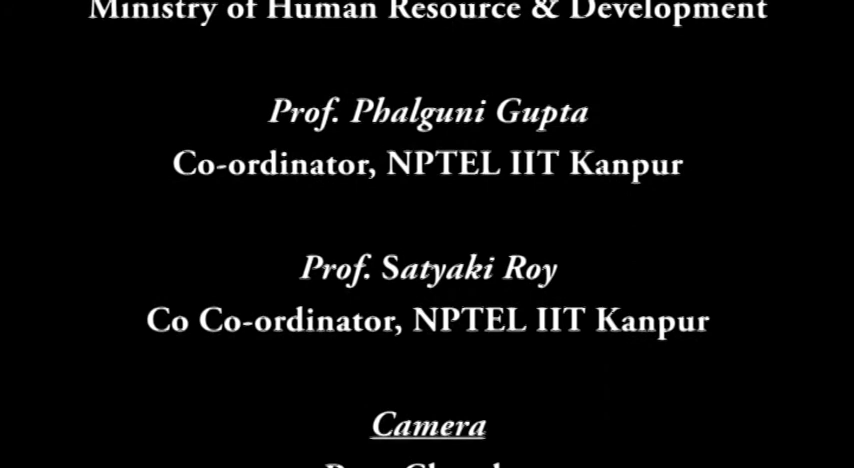 Ministry of Human Resource & Development
Prof. Phalguni Gupta
Co-ordinator, NPTEL IIT Kanpur
Prof. Satyaki Roy
Co Co-ordinator, NPTEL IIT Kanpur
Camera